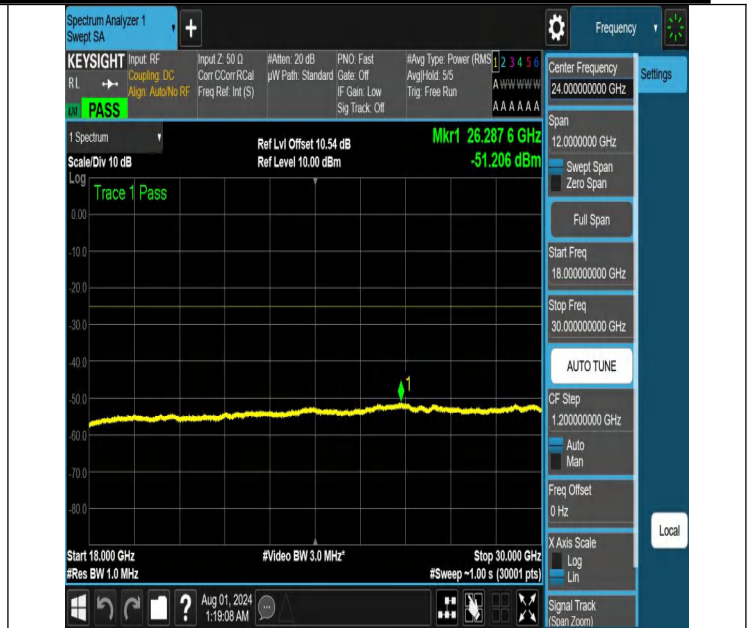 Spectrum Analyzer 1
Swept SA
Frequency
KEYSIGHT
RL
PASS
Input: RF
Coupling: DC
Align: Auto/No RF
Input Z: 50 Ω
Corr CCorr RCal
Freq Ref: Int (S)
#Atten: 20 dB
µW Path: Standard
PNO: Fast
Gate: Off
IF Gain: Low
Sig Track: Off
#Avg Type: Power (RMS
Avg|Hold: 5/5
Trig: Free Run
1 2 3 4 5 6
A W W W W W
A A A A A A
1 Spectrum
Scale/Div 10 dB
Ref Lvl Offset 10.54 dB
Ref Level 10.00 dBm
Mkr1 26.287 6 GHz
-51.206 dBm
Log
Trace 1 Pass
0.00
-10.0
-20.0
-30.0
-40.0
-50.0
-60.0
-70.0
-80.0
1
Start 18.000 GHz
#Res BW 1.0 MHz
#Video BW 3.0 MHz*
Stop 30.000 GHz
#Sweep ~1.00 s (30001 pts)
Aug 01, 2024
1:19:08 AM
Center Frequency
24.000000000 GHz
Span
12.0000000 GHz
Swept Span
Zero Span
Full Span
Start Freq
18.000000000 GHz
Stop Freq
30.000000000 GHz
AUTO TUNE
CF Step
1.200000000 GHz
Auto
Man
Freq Offset
0 Hz
X Axis Scale
Log
Lin
Signal Track
(Span Zoom)
Settings
Local